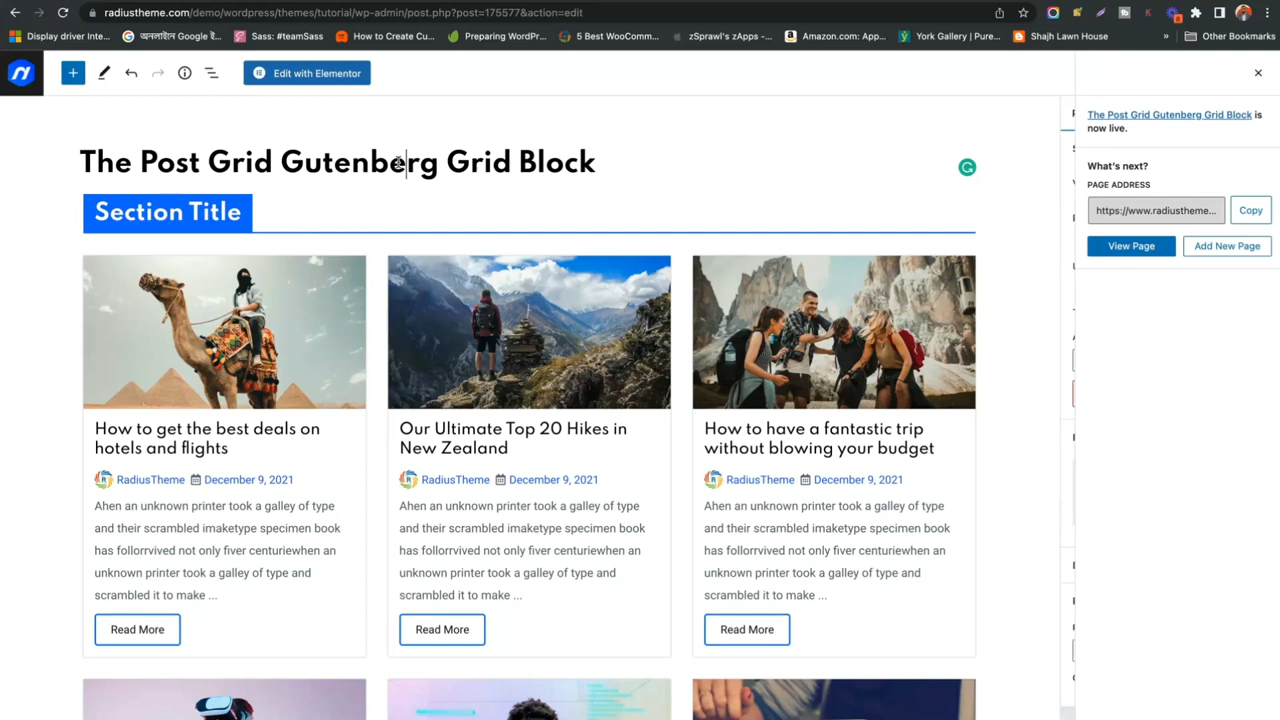 radiustheme.com/demo/wordpress/themes/tutorial/wp-admin/post.php?post=175577&action=edit
Display driver Inte... অনলাইনে Google ই... Sass: #teamSass How to Create Cu... Preparing WordPr... 5 Best WooComm... zSprawl's zApps -... Amazon.com: App... York Gallery | Pure... Shajh Lawn House » Other Bookmarks
Edit with Elementor
The Post Grid Gutenberg Grid Block
Section Title
How to get the best deals on
hotels and flights
RadiusTheme December 9, 2021
Ahen an unknown printer took a galley of type
and their scrambled imaketype specimen book
has follorrvived not only fiver centuriewhen an
unknown printer took a galley of type and
scrambled it to make ...
Read More
Our Ultimate Top 20 Hikes in
New Zealand
RadiusTheme December 9, 2021
Ahen an unknown printer took a galley of type
and their scrambled imaketype specimen book
has follorrvived not only fiver centuriewhen an
unknown printer took a galley of type and
scrambled it to make ...
Read More
How to have a fantastic trip
without blowing your budget
RadiusTheme December 9, 2021
Ahen an unknown printer took a galley of type
and their scrambled imaketype specimen book
has follorrvived not only fiver centuriewhen an
unknown printer took a galley of type and
scrambled it to make ...
Read More
The Post Grid Gutenberg Grid Block is
now live.
What's next?
PAGE ADDRESS
https://www.radiustheme... Copy
View Page Add New Page